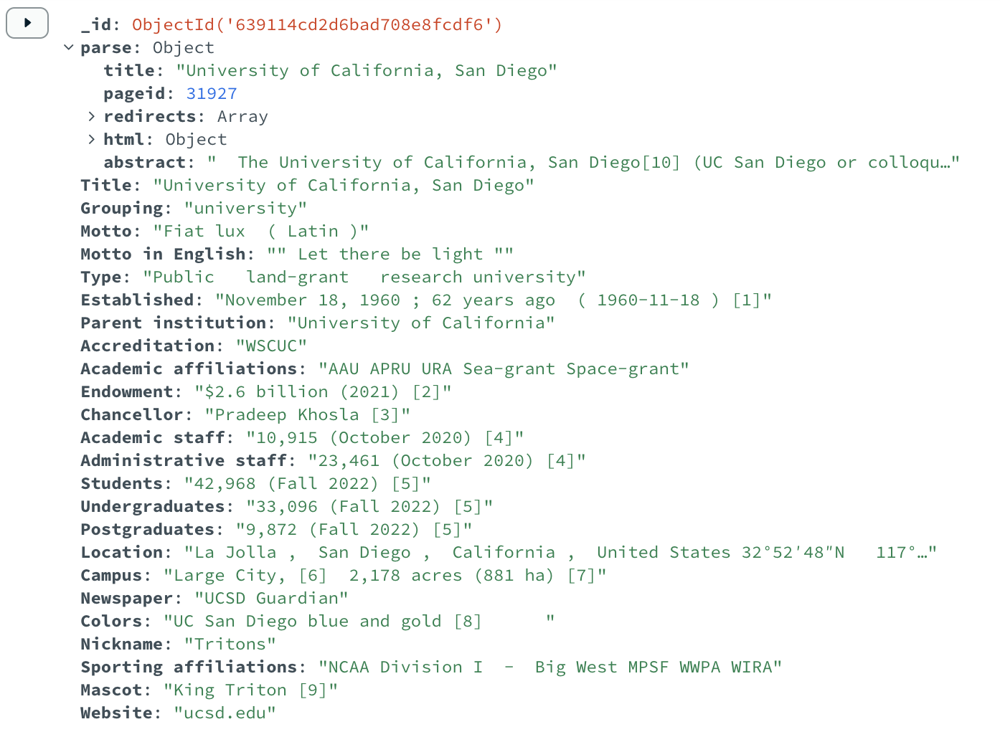 _id: ObjectId('639114cd2d6bad708e8fcdf6')
parse: Object
title: "University of California, San Diego"
pageid: 31927
redirects: Array
html: Object
abstract: "  The University of California, San Diego[10] (UC San Diego or colloqu…"
Title: "University of California, San Diego"
Grouping: "university"
Motto: "Fiat lux  ( Latin )"
Motto in English: "" Let there be light ""
Type: "Public   land-grant   research university"
Established: "November 18, 1960 ; 62 years ago  ( 1960-11-18 ) [1]"
Parent institution: "University of California"
Accreditation: "WSCUC"
Academic affiliations: "AAU APRU URA Sea-grant Space-grant"
Endowment: "$2.6 billion (2021) [2]"
Chancellor: "Pradeep Khosla [3]"
Academic staff: "10,915 (October 2020) [4]"
Administrative staff: "23,461 (October 2020) [4]"
Students: "42,968 (Fall 2022) [5]"
Undergraduates: "33,096 (Fall 2022) [5]"
Postgraduates: "9,872 (Fall 2022) [5]"
Location: "La Jolla ,  San Diego ,  California ,  United States 32°52′48″N   117°…"
Campus: "Large City, [6]  2,178 acres (881 ha) [7]"
Newspaper: "UCSD Guardian"
Colors: "UC San Diego blue and gold [8]      "
Nickname: "Tritons"
Sporting affiliations: "NCAA Division I  -  Big West MPSF WWPA WIRA"
Mascot: "King Triton [9]"
Website: "ucsd.edu"